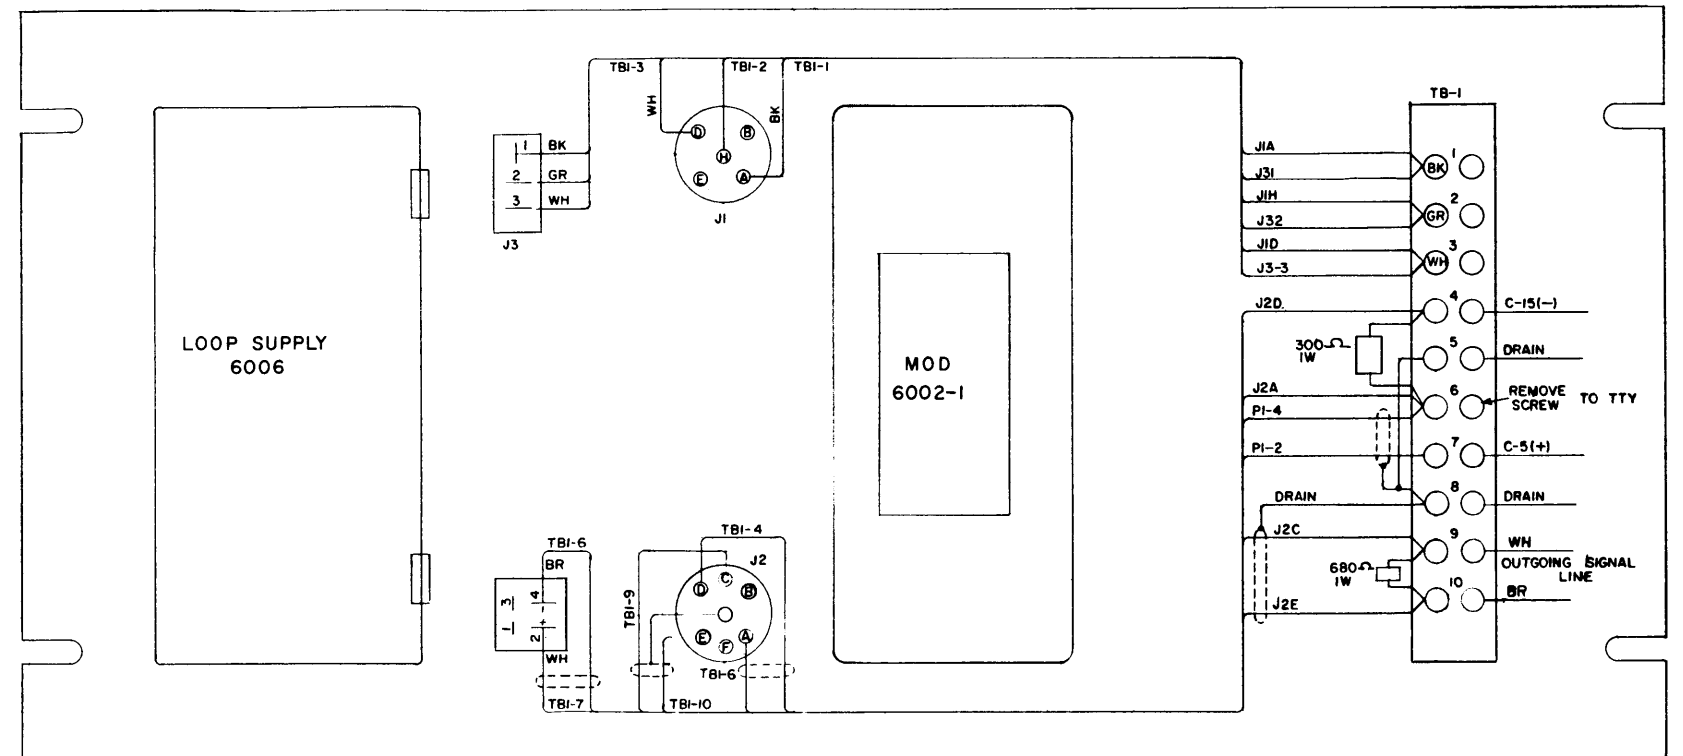 TB1-3
TB1-2
TB1-1
WH
BK
D
B
H
E
A
J1
1
BK
2
GR
3
WH
J3
LOOP SUPPLY
6006
MOD
6002-1
TB-1
J1A
J31
J1H
J32
J1D
J3-3
J2D.
300Ω
1W
J2A
P1-4
P1-2
DRAIN
J2C
680Ω
1W
J2E
BK
1
GR
2
WH
3
4
C-15(-)
5
DRAIN
6
REMOVE
SCREW
TO TTY
7
C-5(+)
8
DRAIN
9
WH
OUTGOING SIGNAL
LINE
10
BR
TB1-6
BR
3
4
1
2
-
+
WH
TB1-7
TB1-9
TB1-4
J2
C
D
B
E
F
A
TB1-6
TB1-10